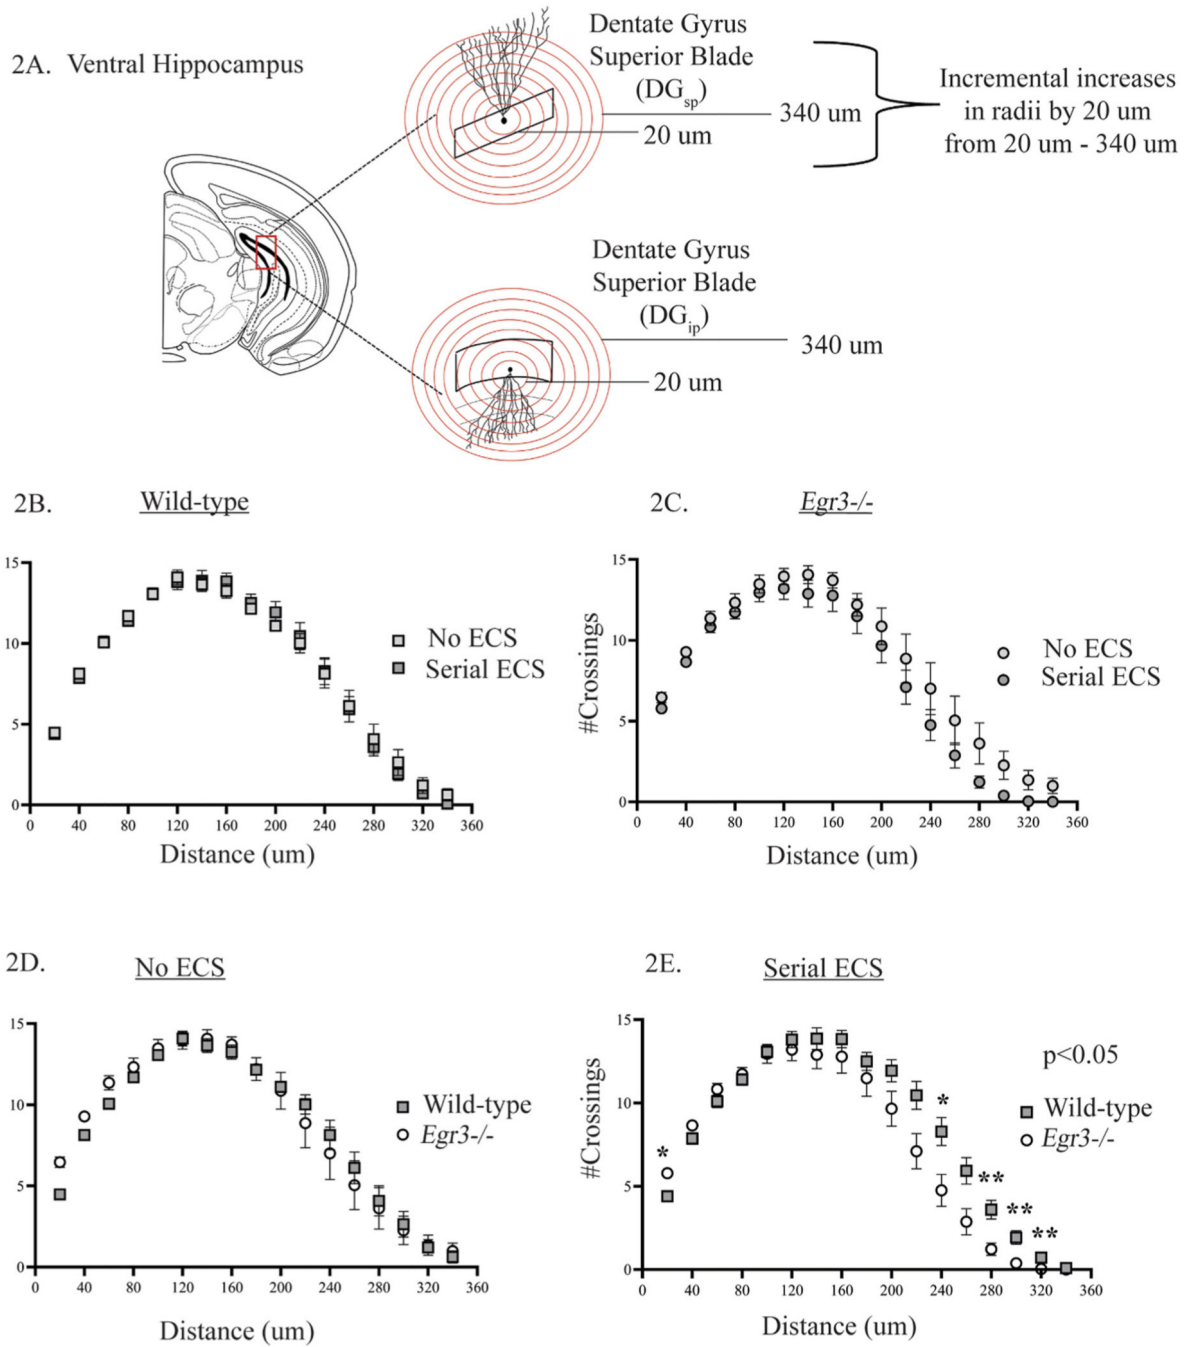 2A. Ventral Hippocampus
Dentate Gyrus
Superior Blade
(DGsp)
340 um
20 um
Incremental increases
in radii by 20 um
from 20 um - 340 um
Dentate Gyrus
Superior Blade
(DGip)
340 um
20 um
2B. Wild-type
15
10
5
0
0 40 80 120 160 200 240 280 320 360
Distance (um)
No ECS
Serial ECS
2C. Egr3-/-
#Crossings
15
10
5
0
0 40 80 120 160 200 240 280 320 360
Distance (um)
No ECS
Serial ECS
2D. No ECS
15
10
5
0
0 40 80 120 160 200 240 280 320 360
Distance (um)
Wild-type
Egr3-/-
2E. Serial ECS
#Crossings
15
10
5
0
0 40 80 120 160 200 240 280 320 360
Distance (um)
p<0.05
Wild-type
Egr3-/-
*
*
**
**
**